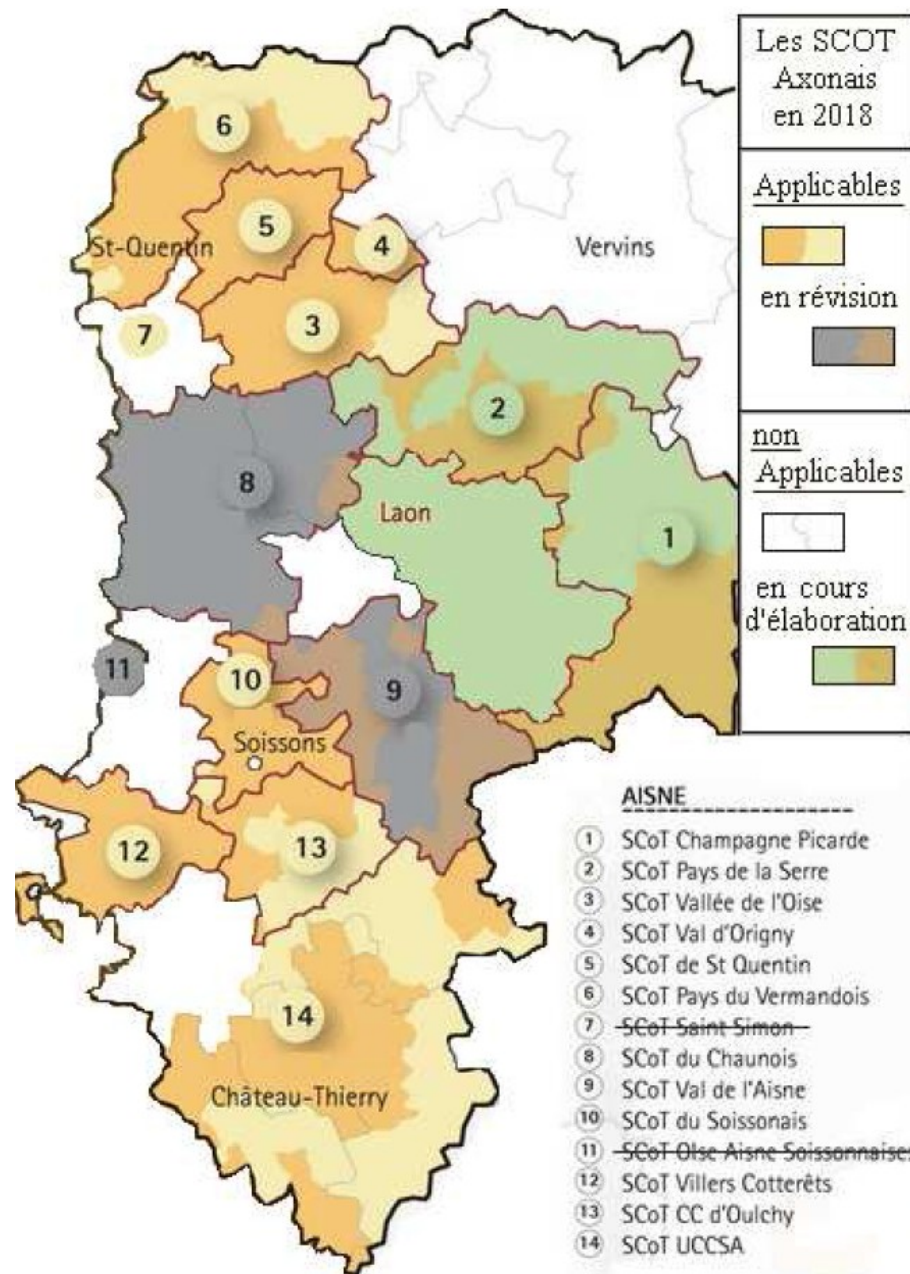 Les SCOT
Axonais
en 2018
Applicables
en révision
non
Applicables
en cours
d'élaboration
6
5
4
St-Quentin
Vervins
7
3
2
8
Laon
1
11
10
9
Soissons
12
13
14
Château-Thierry
AISNE
1 SCoT Champagne Picarde
2 SCoT Pays de la Serre
3 SCoT Vallée de l'Oise
4 SCoT Val d'Origny
5 SCoT de St Quentin
6 SCoT Pays du Vermandois
7 SCoT Saint Simon
8 SCoT du Chaunois
9 SCoT Val de l'Aisne
10 SCoT du Soissonais
11 SCoT OIse Aisne Soissonnaises
12 SCoT Villers Cotterêts
13 SCoT CC d'Oulchy
14 SCoT UCCSA